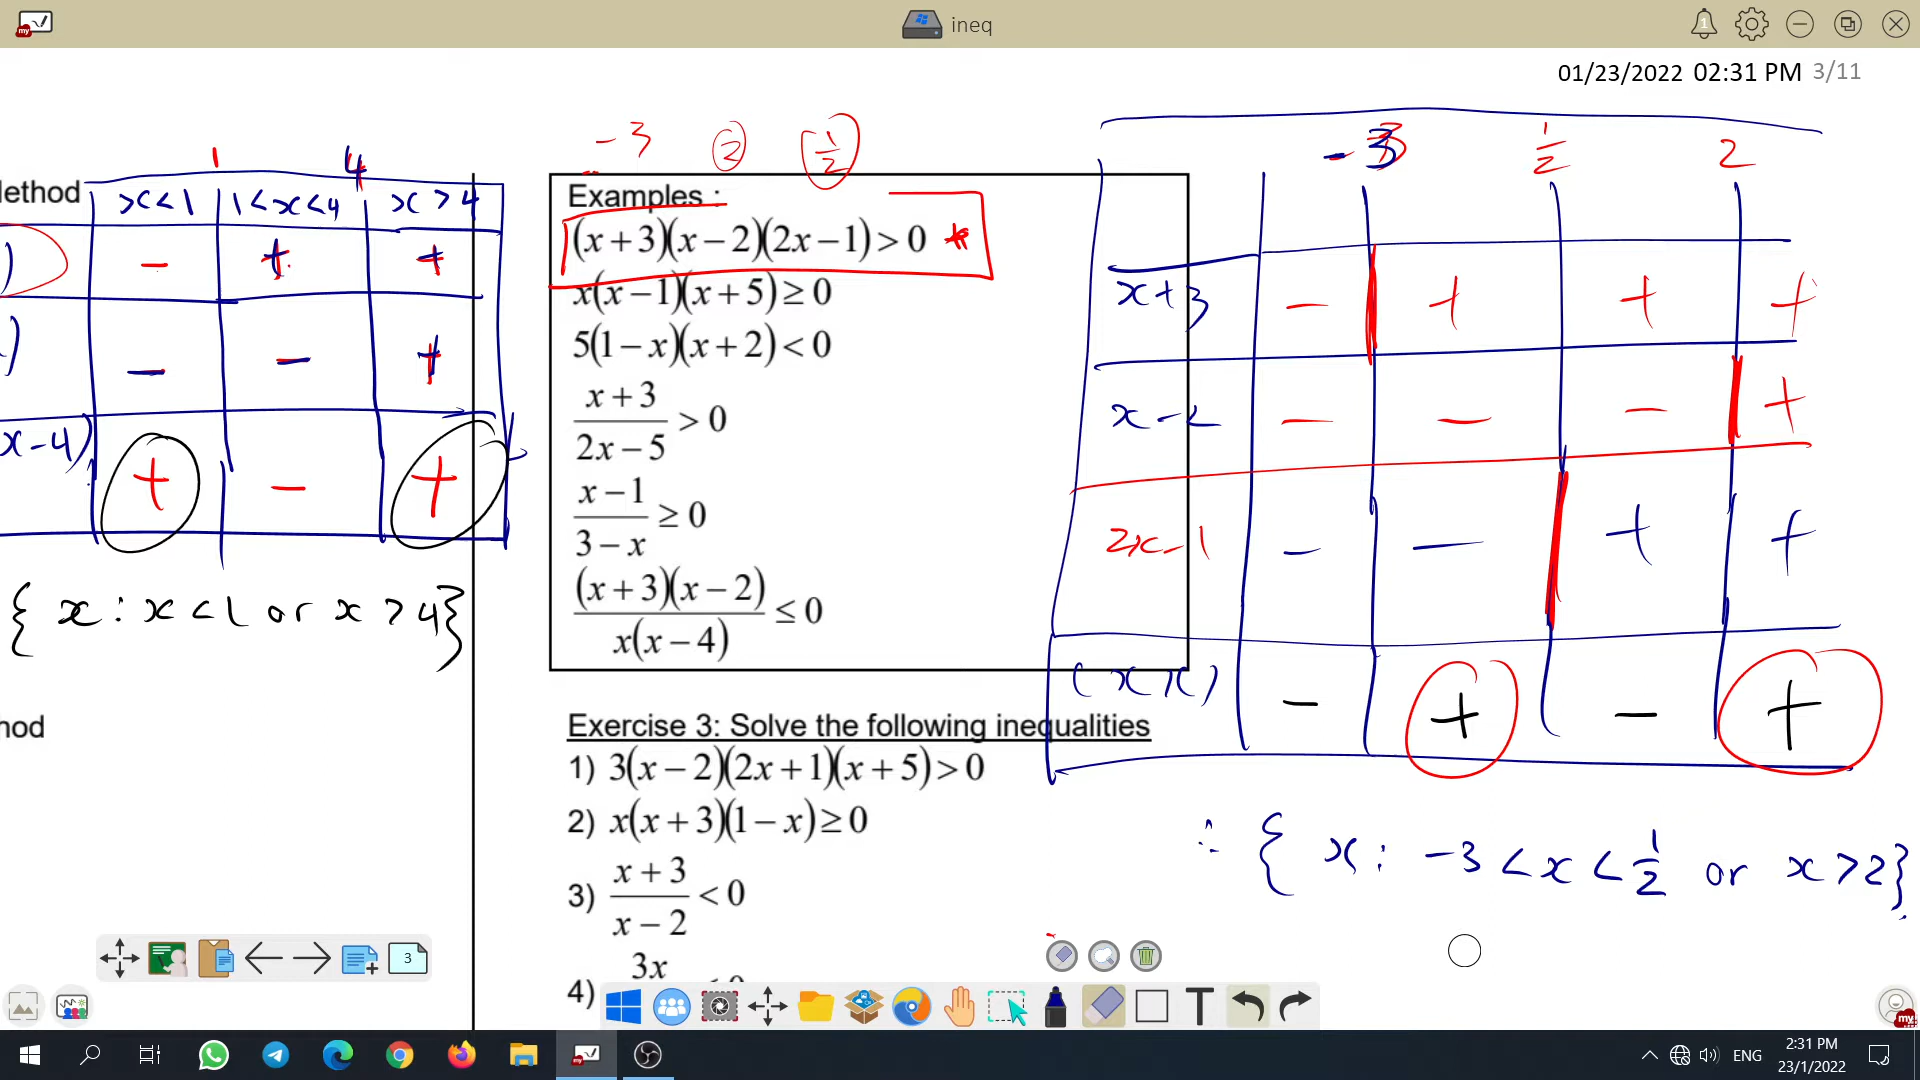 ineq
01/23/2022 02:31 PM 3/11
1 4
lethod
x<1 1<x<4 x>4
) - + +
) - - +
x-4) + - +
{ x : x<1 or x>4}
hod
-3 2 1/2
Examples :
(x+3)(x−2)(2x−1)>0 *
x(x−1)(x+5)≥0
5(1−x)(x+2)<0
x+3/2x−5 > 0
x−1/3−x ≥ 0
(x+3)(x−2)/x(x−4) ≤ 0
Exercise 3: Solve the following inequalities
1) 3(x−2)(2x+1)(x+5)>0
2) x(x+3)(1−x)≥0
3) x+3/x−2 < 0
4) 3x
-3 1/2 2
x+3 - + + +
x-2 - - - +
2x-1 - - + +
- + - +
∴ { x : -3<x<1/2 or x>2}
3
T
ENG
2:31 PM
23/1/2022